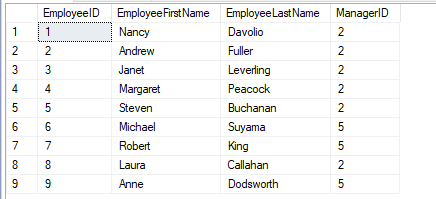 EmployeeID EmployeeFirstName EmployeeLastName ManagerID
1 1 Nancy Davolio 2
2 2 Andrew Fuller 2
3 3 Janet Leverling 2
4 4 Margaret Peacock 2
5 5 Steven Buchanan 2
6 6 Michael Suyama 5
7 7 Robert King 5
8 8 Laura Callahan 2
9 9 Anne Dodsworth 5